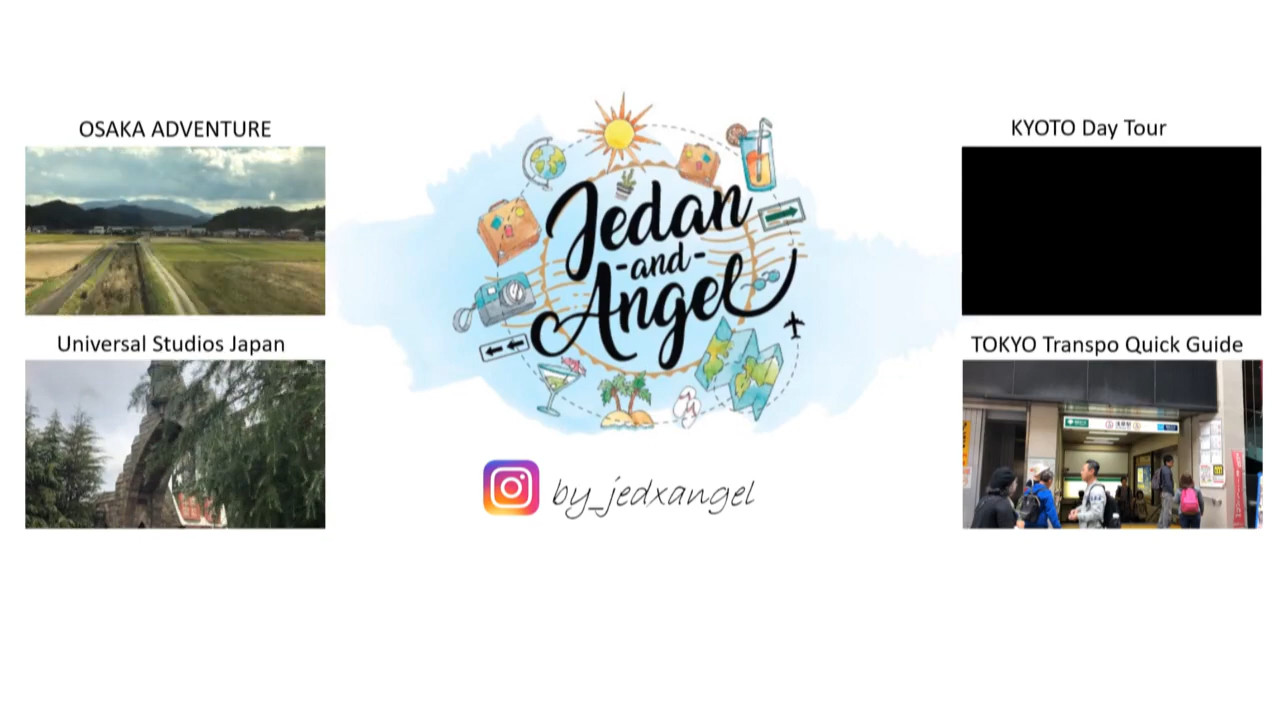 OSAKA ADVENTURE
Universal Studios Japan
Jedan
-and-
Angel
by_jedxangel
KYOTO Day Tour
TOKYO Transpo Quick Guide